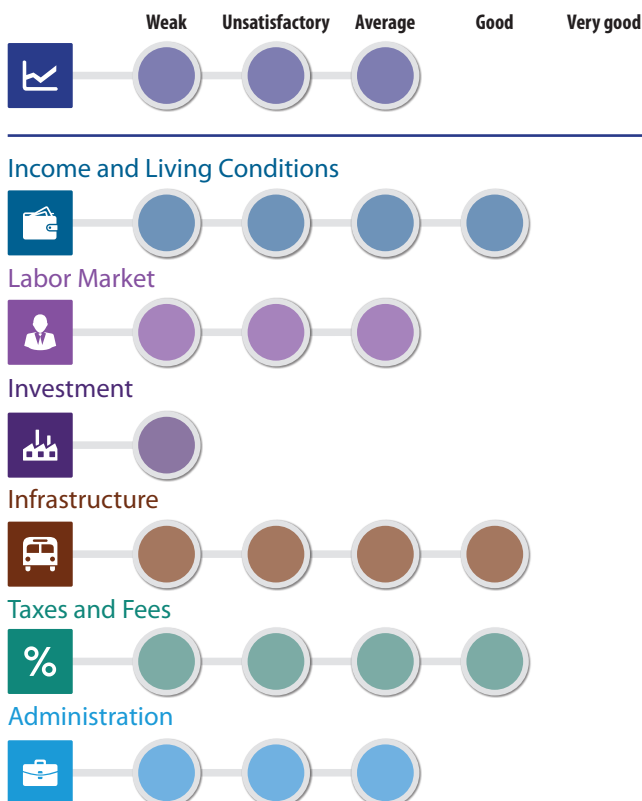 Weak Unsatisfactory Average Good Very good
Income and Living Conditions
Labor Market
Investment
Infrastructure
Taxes and Fees
%
Administration